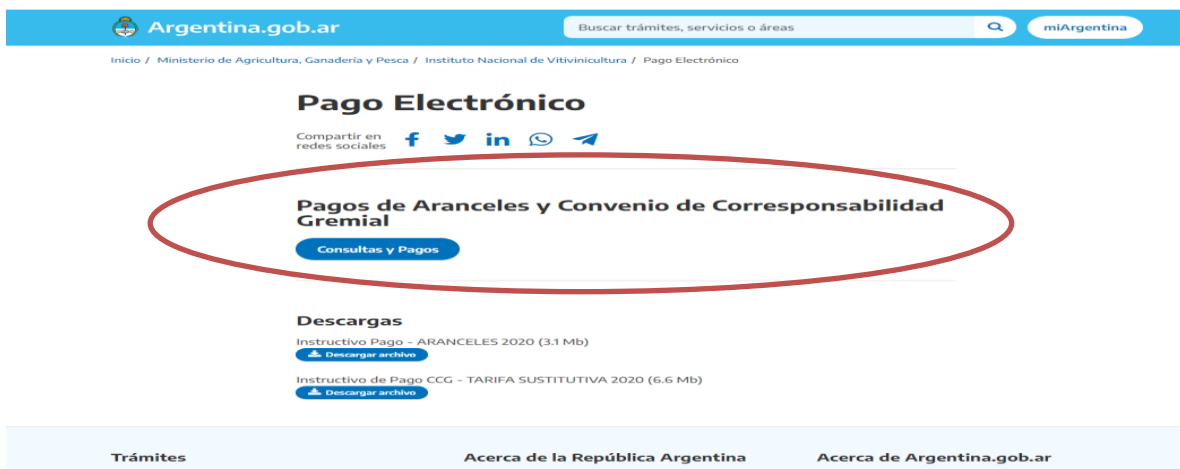 Argentina.gob.ar
Buscar trámites, servicios o áreas
miArgentina
Inicio / Ministerio de Agricultura, Ganadería y Pesca / Instituto Nacional de Vitivinicultura / Pago Electrónico
Pago Electrónico
Compartir en
redes sociales
Pagos de Aranceles y Convenio de Corresponsabilidad
Gremial
Consultas y Pagos
Descargas
Instructivo Pago - ARANCELES 2020 (3.1 Mb)
Descargar archivo
Instructivo de Pago CCG - TARIFA SUSTITUTIVA 2020 (6.6 Mb)
Descargar archivo
Trámites
Acerca de la República Argentina
Acerca de Argentina.gob.ar